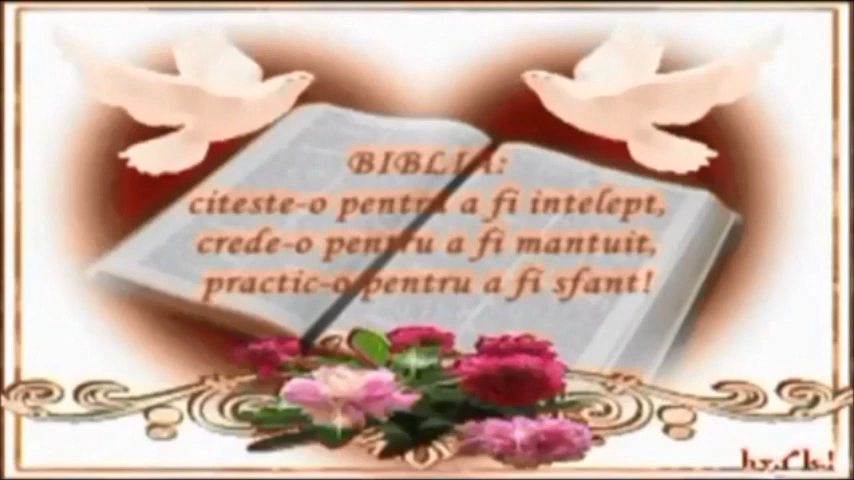 BIBLIA:
citeste-o pentru a fi intelept,
crede-o pentru a fi mantuit,
practic-o pentru a fi sfant!